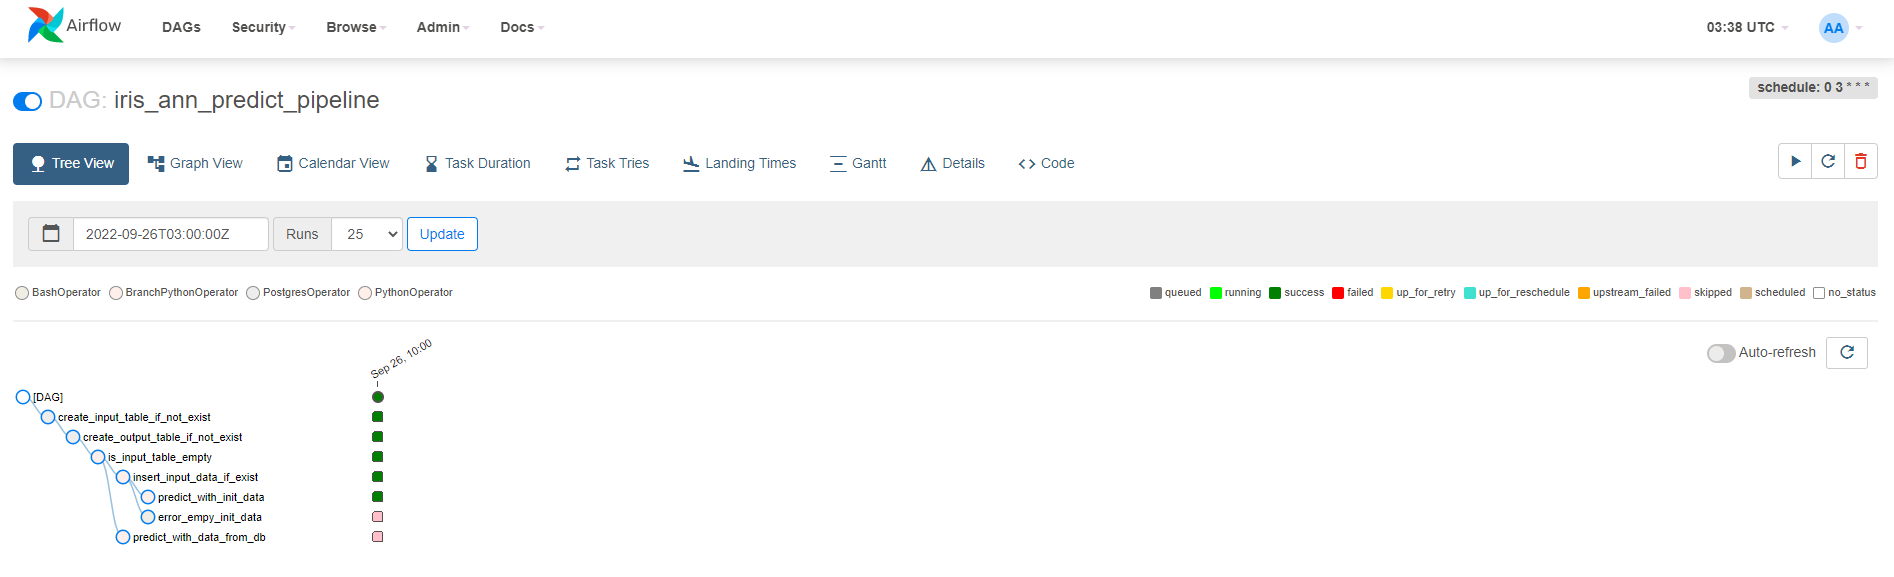 Airflow DAGs Security Browse Admin Docs 03:38 UTC AA
DAG: iris_ann_predict_pipeline schedule: 0 3 * * *
Tree View Graph View Calendar View Task Duration Task Tries Landing Times Gantt Details Code
2022-09-26T03:00:00Z Runs 25 Update
BashOperator BranchPythonOperator PostgresOperator PythonOperator queued running success failed up_for_retry up_for_reschedule upstream_failed skipped scheduled no_status
Sep 26, 10:00 Auto-refresh
[DAG]
create_input_table_if_not_exist
create_output_table_if_not_exist
is_input_table_empty
insert_input_data_if_exist
predict_with_init_data
error_empy_init_data
predict_with_data_from_db